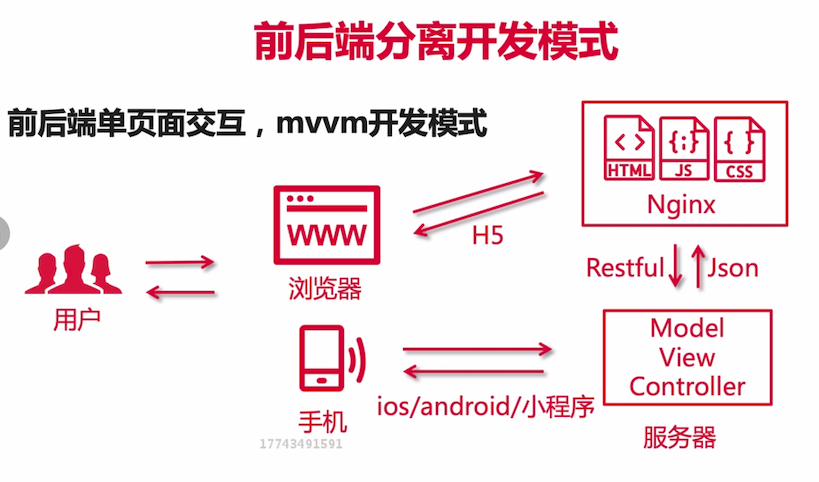 前后端分离开发模式
前后端单页面交互，mvvm开发模式
HTML
{:}
JS
{ }
CSS
< >
Nginx
WWW
H5
浏览器
Restful
Json
用户
Model
View
Controller
ios/android/小程序
手机
服务器
17743491591